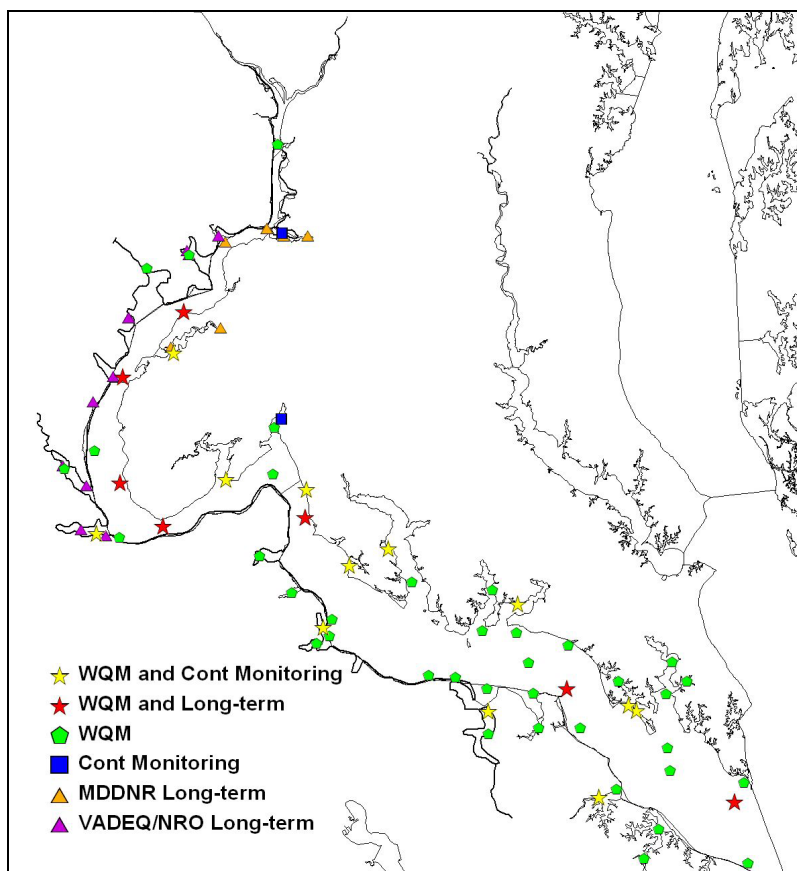 WQM and Cont Monitoring
WQM and Long-term
WQM
Cont Monitoring
MDDNR Long-term
VADEQ/NRO Long-term